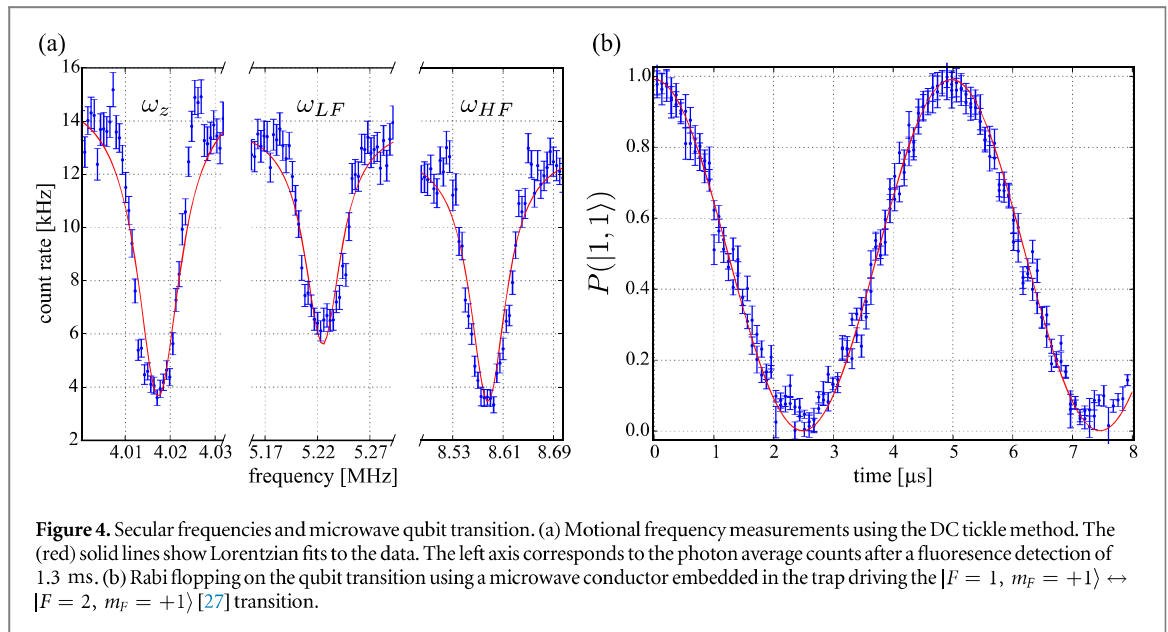 (a)
(b)
16
14
12
10
8
6
4
2
count rate [kHz]
ω_z
ω_LF
ω_HF
4.01 4.02 4.03 5.17 5.22 5.27 8.53 8.61 8.69
frequency [MHz]
1.0
0.8
0.6
0.4
0.2
0.0
P(|1, 1⟩)
0 1 2 3 4 5 6 7 8
time [μs]
Figure 4. Secular frequencies and microwave qubit transition. (a) Motional frequency measurements using the DC tickle method. The
(red) solid lines show Lorentzian fits to the data. The left axis corresponds to the photon average counts after a fluoresence detection of
1.3 ms. (b) Rabi flopping on the qubit transition using a microwave conductor embedded in the trap driving the |F = 1, m_F = +1⟩ ↔
|F = 2, m_F = +1⟩ [27] transition.